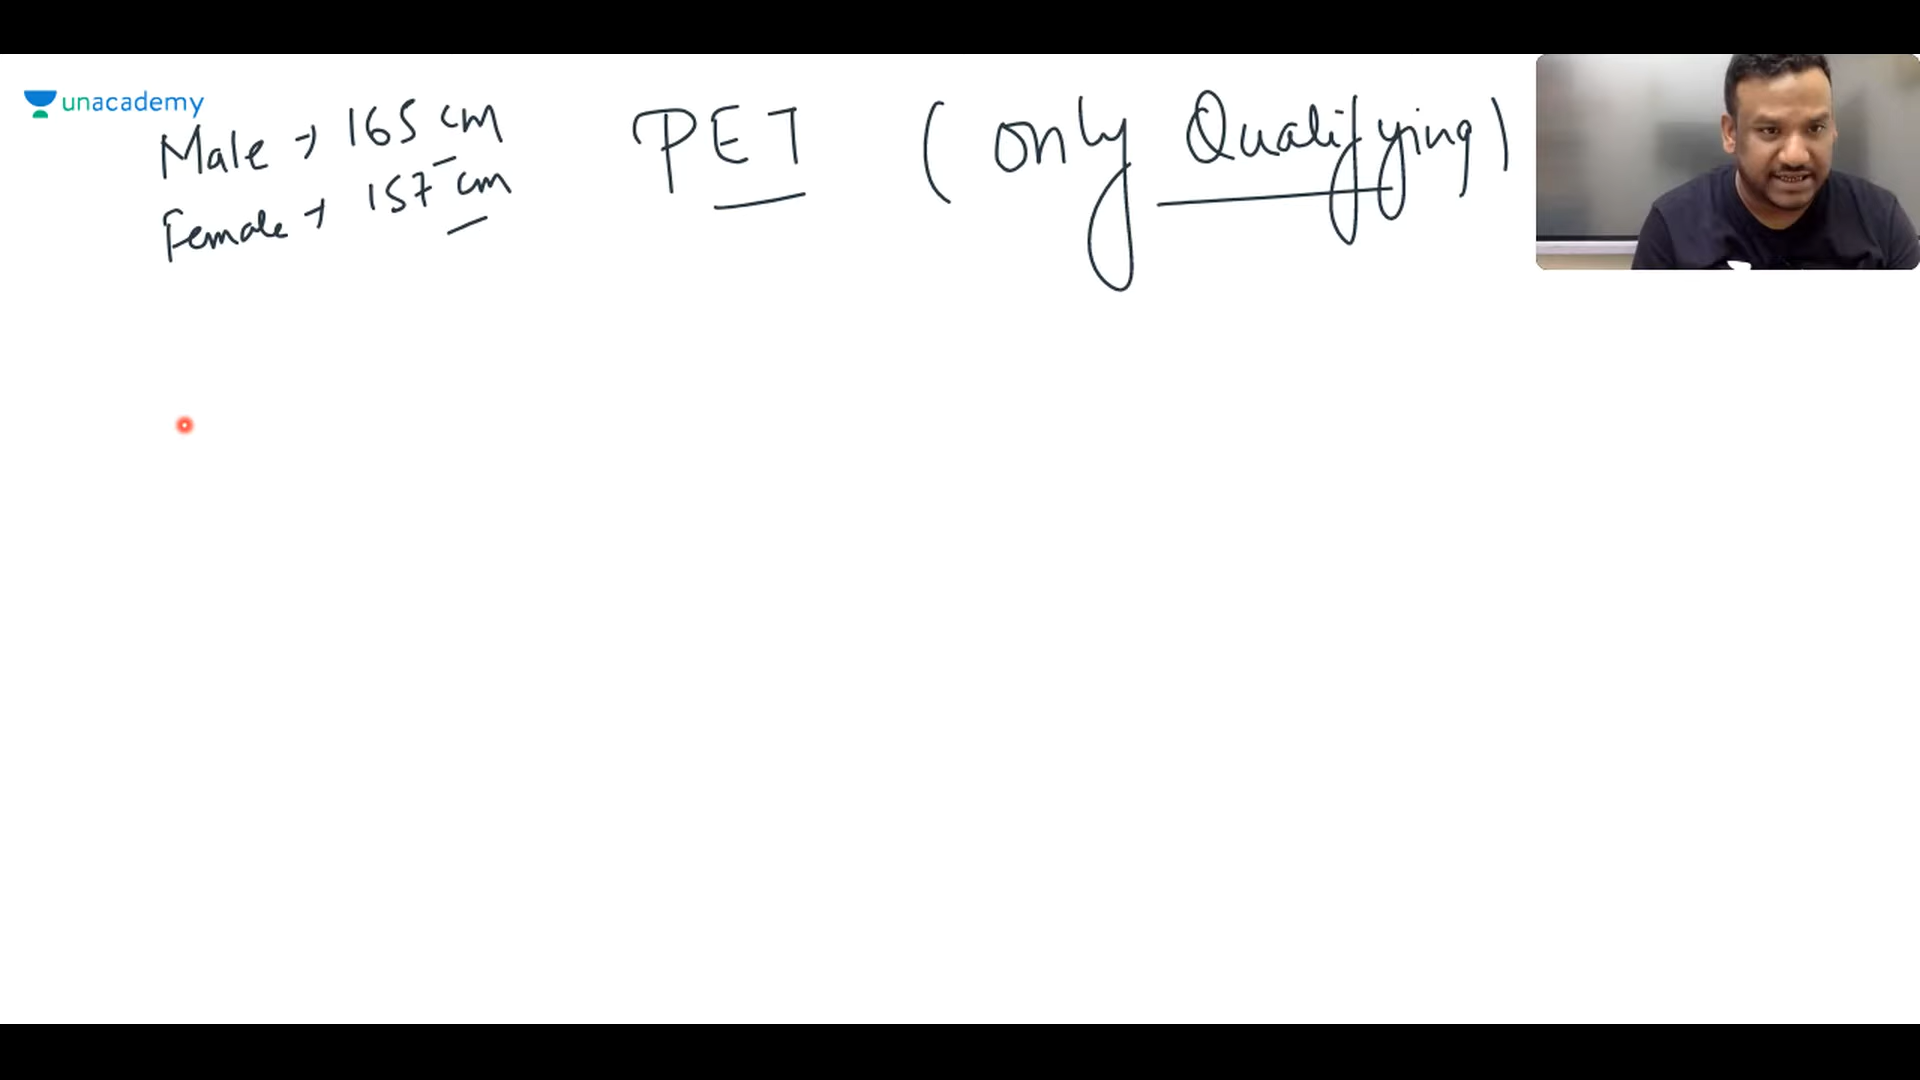 unacademy
Male → 165 cm
Female → 157 cm
PET (only Qualifying)